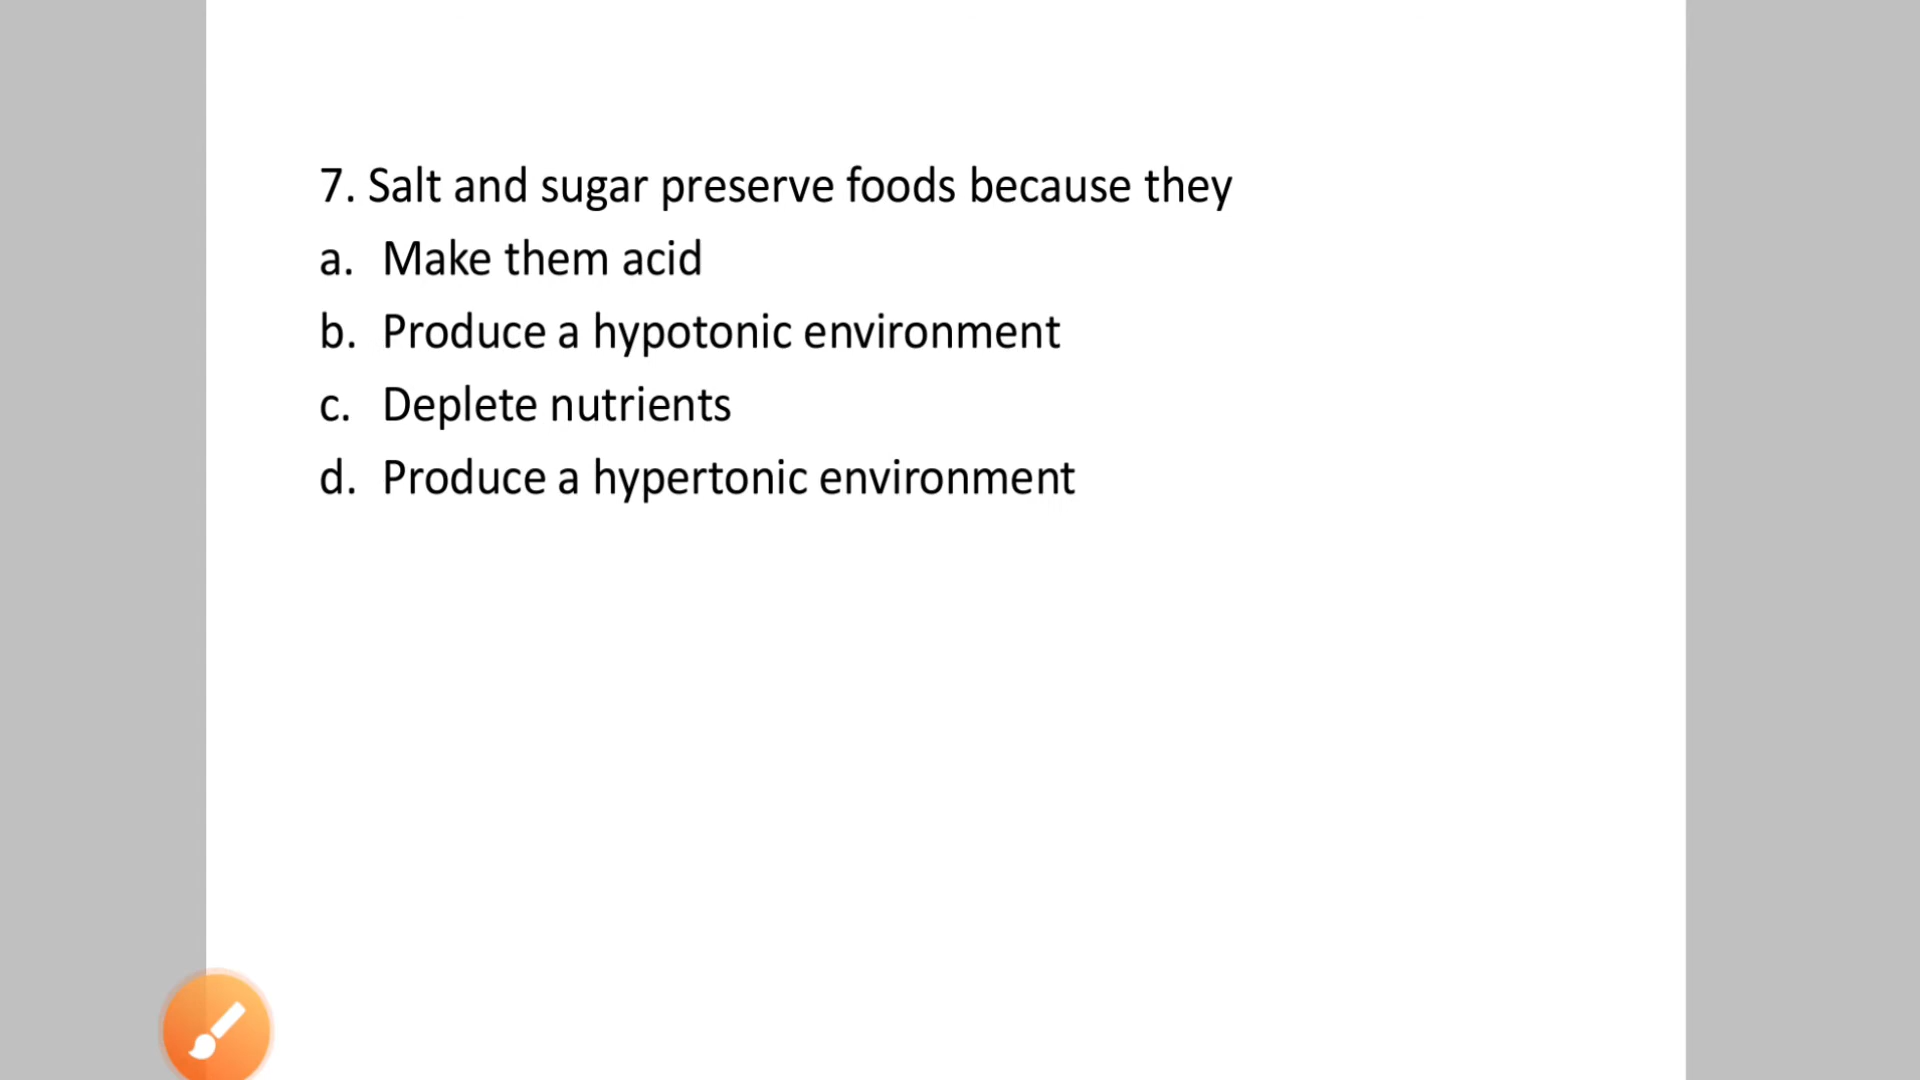 7. Salt and sugar preserve foods because they
a. Make them acid
b. Produce a hypotonic environment
c. Deplete nutrients
d. Produce a hypertonic environment